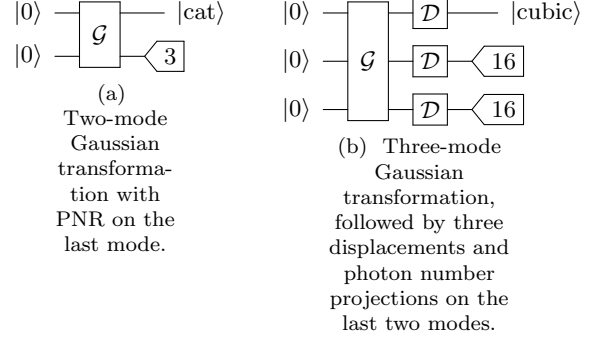 |0⟩ 𝒢 |cat⟩
|0⟩ 3
(a)
Two-mode
Gaussian
transforma-
tion with
PNR on the
last mode.
|0⟩ 𝒟 |cubic⟩
|0⟩ 𝒢 𝒟 16
|0⟩ 𝒟 16
(b) Three-mode
Gaussian
transformation,
followed by three
displacements and
photon number
projections on the
last two modes.